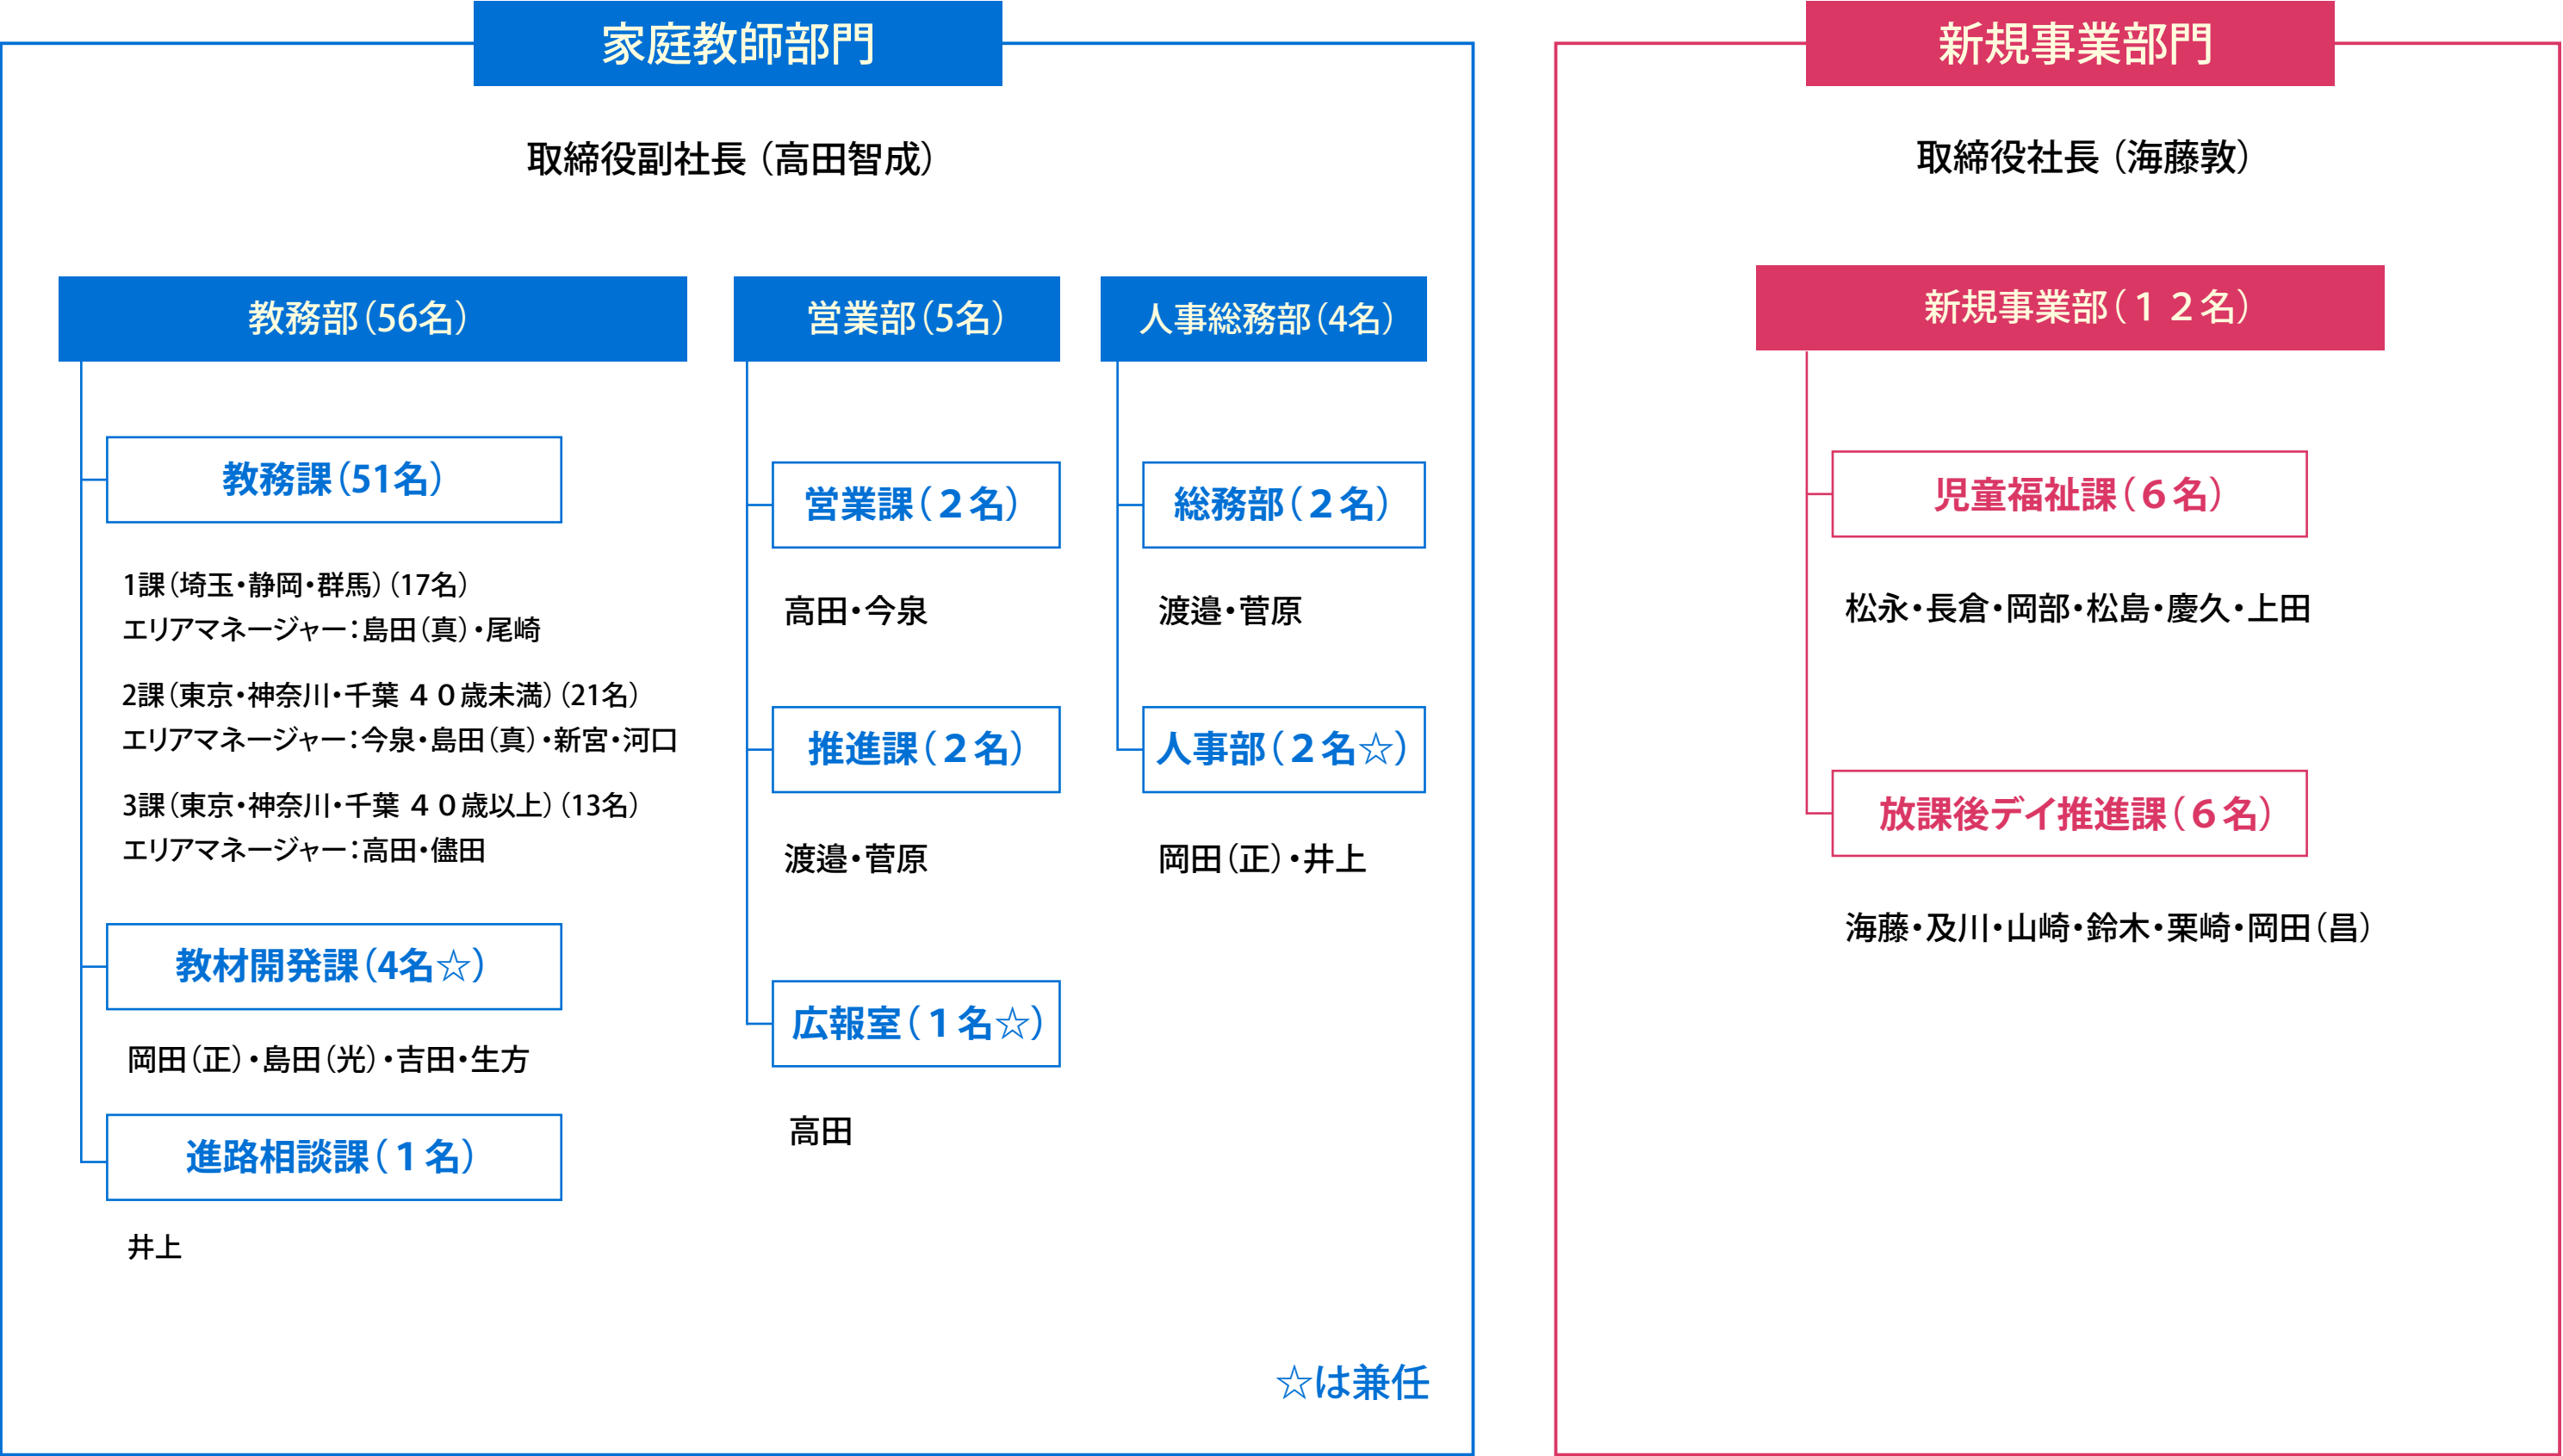 家庭教師部門
取締役副社長（高田智成）
教務部（56名）
教務課（51名）
1課（埼玉・静岡・群馬）（17名）
エリアマネージャー：島田（真）・尾崎
2課（東京・神奈川・千葉 ４０歳未満）（21名）
エリアマネージャー：今泉・島田（真）・新宮・河口
3課（東京・神奈川・千葉 ４０歳以上）（13名）
エリアマネージャー：高田・儘田
教材開発課（4名☆）
岡田（正）・島田（光）・吉田・生方
進路相談課（１名）
井上
営業部（5名）
営業課（２名）
高田・今泉
推進課（２名）
渡邉・菅原
広報室（１名☆）
高田
人事総務部（4名）
総務部（２名）
渡邉・菅原
人事部（２名☆）
岡田（正）・井上
☆は兼任
新規事業部門
取締役社長（海藤敦）
新規事業部（１２名）
児童福祉課（６名）
松永・長倉・岡部・松島・慶久・上田
放課後デイ推進課（６名）
海藤・及川・山崎・鈴木・栗崎・岡田（昌）